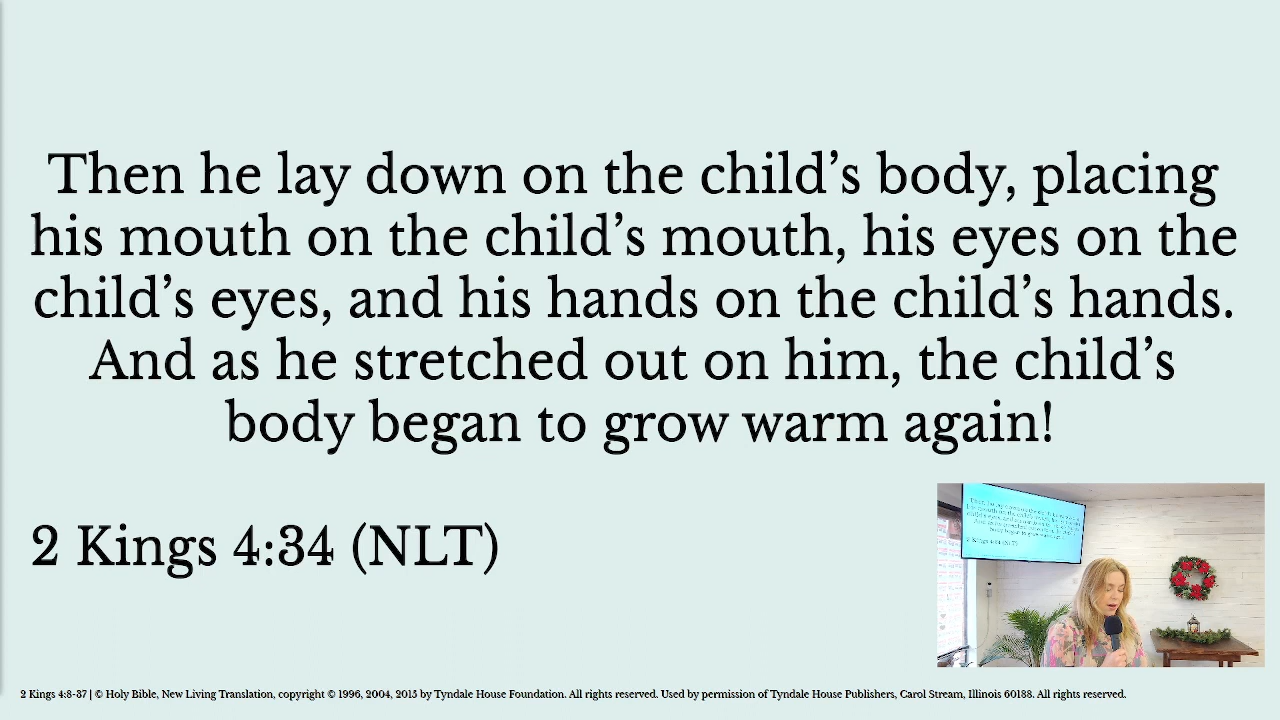 Then he lay down on the child’s body, placing
his mouth on the child’s mouth, his eyes on the
child’s eyes, and his hands on the child’s hands.
And as he stretched out on him, the child’s
body began to grow warm again!
2 Kings 4:34 (NLT)
2 Kings 4:8-37 | © Holy Bible, New Living Translation, copyright © 1996, 2004, 2015 by Tyndale House Foundation. All rights reserved. Used by permission of Tyndale House Publishers, Carol Stream, Illinois 60188. All rights reserved.